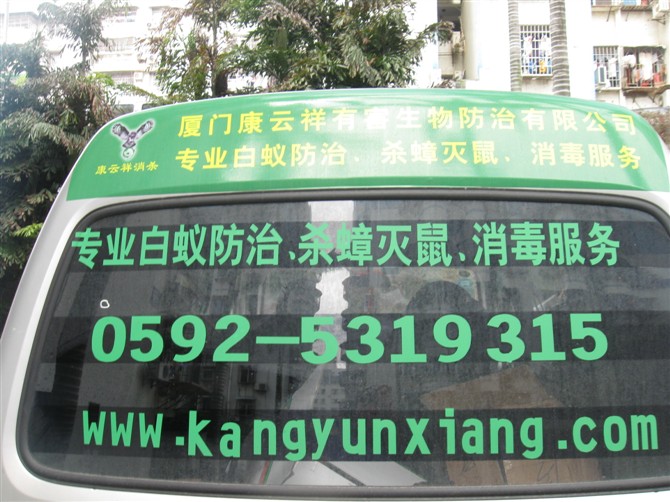 厦门康云祥有害生物防治有限公司
康云祥消杀
专业白蚁防治、杀蟑灭鼠、消毒服务
专业白蚁防治、杀蟑灭鼠、消毒服务
0592-5319315
www.kangyunxiang.com